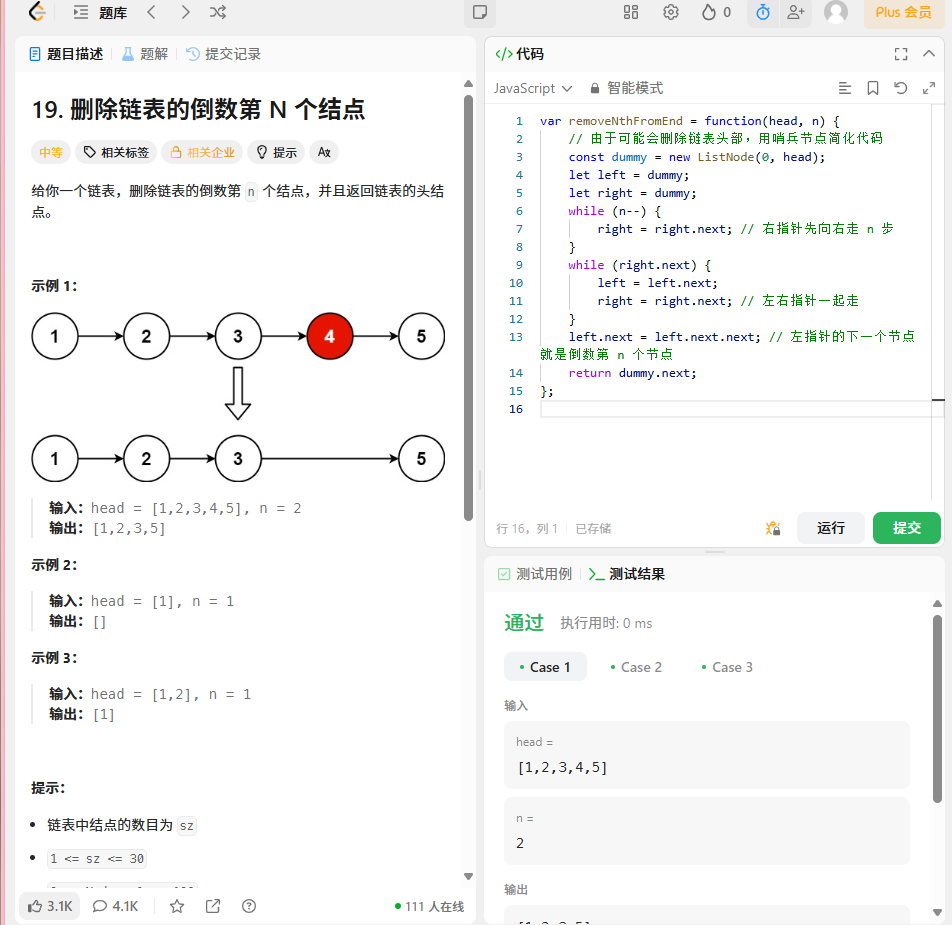 题库
0
Plus 会员
题目描述
题解
提交记录
19. 删除链表的倒数第 N 个结点
中等
相关标签
相关企业
提示
给你一个链表，删除链表的倒数第 n 个结点，并且返回链表的头结
点。
示例 1：
1 2 3 4 5
1 2 3 5
输入：head = [1,2,3,4,5], n = 2
输出：[1,2,3,5]
示例 2：
输入：head = [1], n = 1
输出：[]
示例 3：
输入：head = [1,2], n = 1
输出：[1]
提示：
链表中结点的数目为 sz
1 <= sz <= 30
3.1K
4.1K
111 人在线
</> 代码
JavaScript
智能模式
1 var removeNthFromEnd = function(head, n) {
2 // 由于可能会删除链表头部，用哨兵节点简化代码
3 const dummy = new ListNode(0, head);
4 let left = dummy;
5 let right = dummy;
6 while (n--) {
7 right = right.next; // 右指针先向右走 n 步
8 }
9 while (right.next) {
10 left = left.next;
11 right = right.next; // 左右指针一起走
12 }
13 left.next = left.next.next; // 左指针的下一个节点
就是倒数第 n 个节点
14 return dummy.next;
15 };
16
行 16，列 1
已存储
运行
提交
测试用例
测试结果
通过
执行用时: 0 ms
Case 1
Case 2
Case 3
输入
head =
[1,2,3,4,5]
n =
2
输出